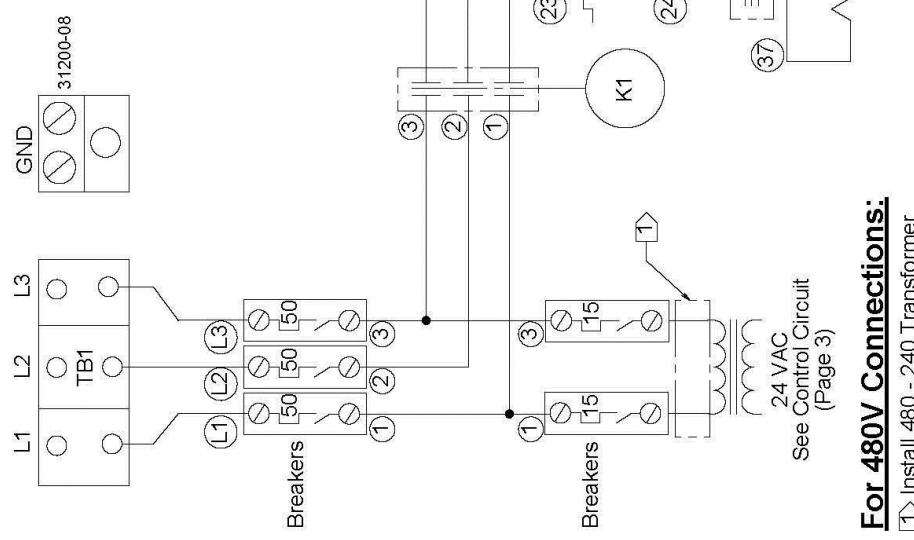 GND
31200-08
L1
L2
L3
TB1
L1
L2
L3
50
50
50
Breakers
1
2
3
3
2
1
K1
23
24
37
1
3
15
15
Breakers
1
24 VAC
See Control Circuit
(Page 3)
For 480V Connections:
1 Install 480 - 240 Transformer